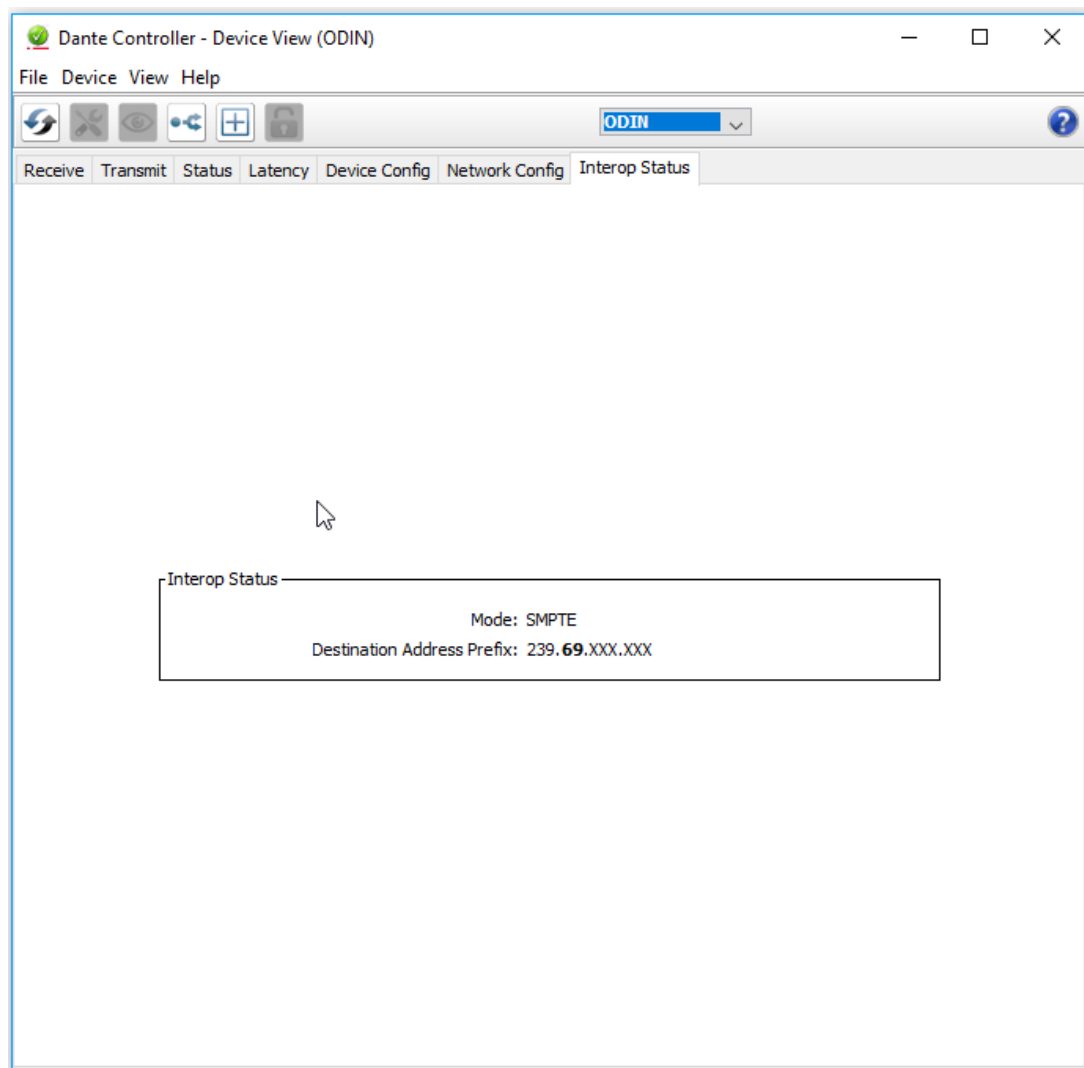 Dante Controller - Device View (ODIN)
File Device View Help
ODIN
Receive Transmit Status Latency Device Config Network Config Interop Status
Interop Status
Mode: SMPTE
Destination Address Prefix: 239.69.XXX.XXX